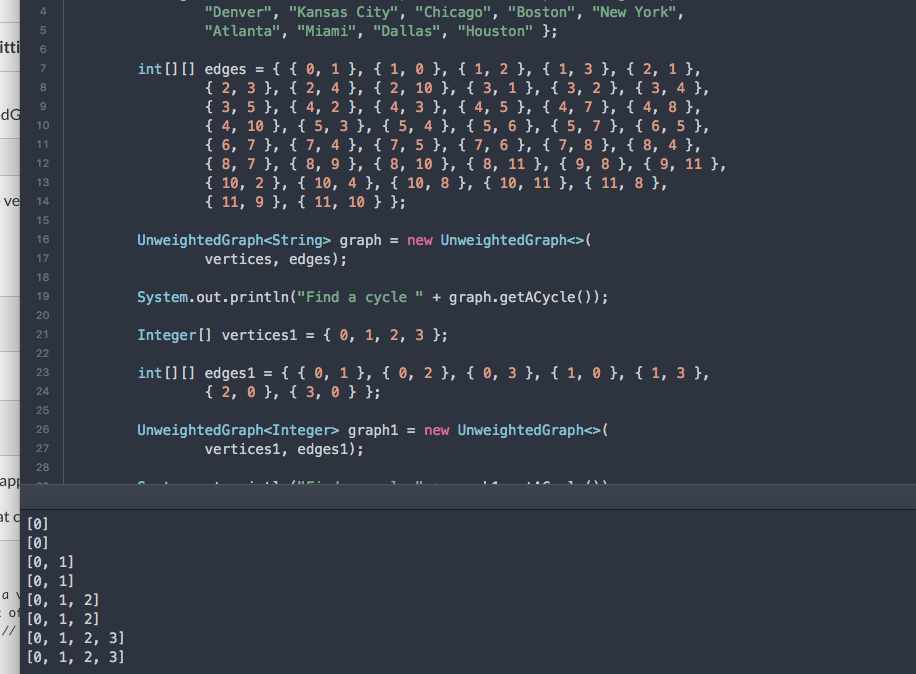 4 "Denver", "Kansas City", "Chicago", "Boston", "New York",
5 "Atlanta", "Miami", "Dallas", "Houston" };
6
7 int[][] edges = { { 0, 1 }, { 1, 0 }, { 1, 2 }, { 1, 3 }, { 2, 1 },
8 { 2, 3 }, { 2, 4 }, { 2, 10 }, { 3, 1 }, { 3, 2 }, { 3, 4 },
9 { 3, 5 }, { 4, 2 }, { 4, 3 }, { 4, 5 }, { 4, 7 }, { 4, 8 },
10 { 4, 10 }, { 5, 3 }, { 5, 4 }, { 5, 6 }, { 5, 7 }, { 6, 5 },
11 { 6, 7 }, { 7, 4 }, { 7, 5 }, { 7, 6 }, { 7, 8 }, { 8, 4 },
12 { 8, 7 }, { 8, 9 }, { 8, 10 }, { 8, 11 }, { 9, 8 }, { 9, 11 },
13 { 10, 2 }, { 10, 4 }, { 10, 8 }, { 10, 11 }, { 11, 8 },
14 { 11, 9 }, { 11, 10 } };
15
16 UnweightedGraph<String> graph = new UnweightedGraph<>(
17 vertices, edges);
18
19 System.out.println("Find a cycle " + graph.getACycle());
20
21 Integer[] vertices1 = { 0, 1, 2, 3 };
22
23 int[][] edges1 = { { 0, 1 }, { 0, 2 }, { 0, 3 }, { 1, 0 }, { 1, 3 },
24 { 2, 0 }, { 3, 0 } };
25
26 UnweightedGraph<Integer> graph1 = new UnweightedGraph<>(
27 vertices1, edges1);
28
[0]
[0]
[0, 1]
[0, 1]
[0, 1, 2]
[0, 1, 2]
[0, 1, 2, 3]
[0, 1, 2, 3]